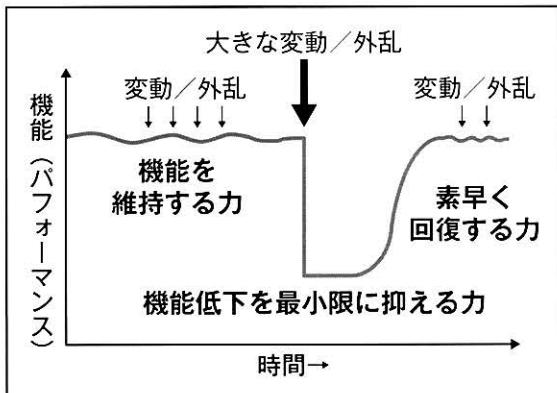 大きな変動／外乱
変動／外乱
変動／外乱
機能（パフォーマンス）
機能を
維持する力
素早く
回復する力
機能低下を最小限に抑える力
時間→